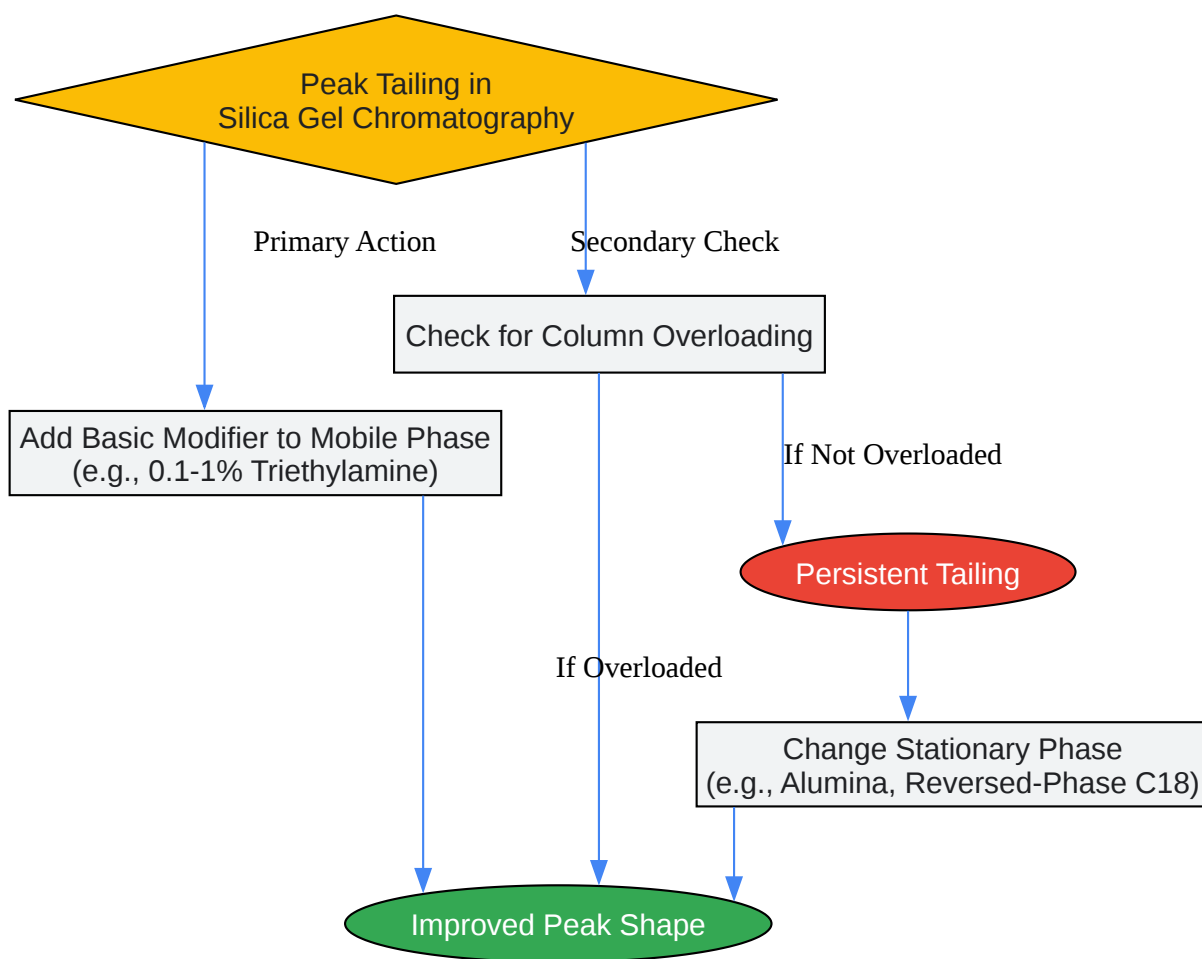 Peak Tailing in
Silica Gel Chromatography
Primary Action
Secondary Check
Check for Column Overloading
Add Basic Modifier to Mobile Phase
(e.g., 0.1-1% Triethylamine)
If Not Overloaded
Persistent Tailing
If Overloaded
Change Stationary Phase
(e.g., Alumina, Reversed-Phase C18)
Improved Peak Shape